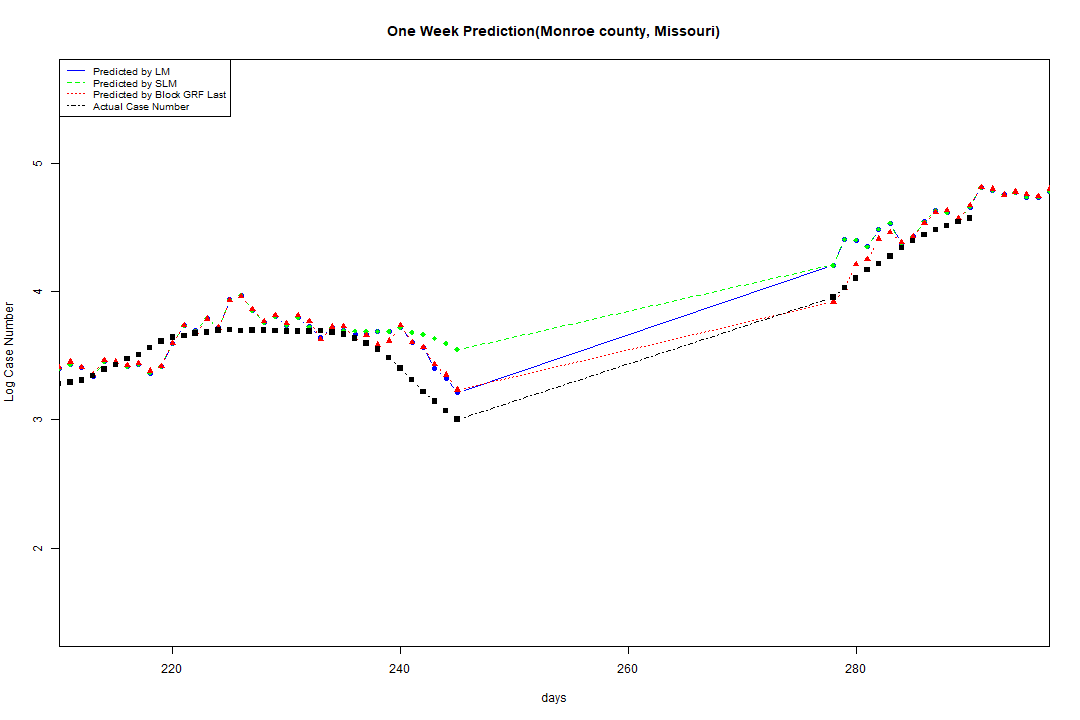 One Week Prediction(Monroe county, Missouri)
Predicted by LM
Predicted by SLM
Predicted by Block GRF Last
Actual Case Number
5
4
3
2
Log Case Number
220 240 260 280
days